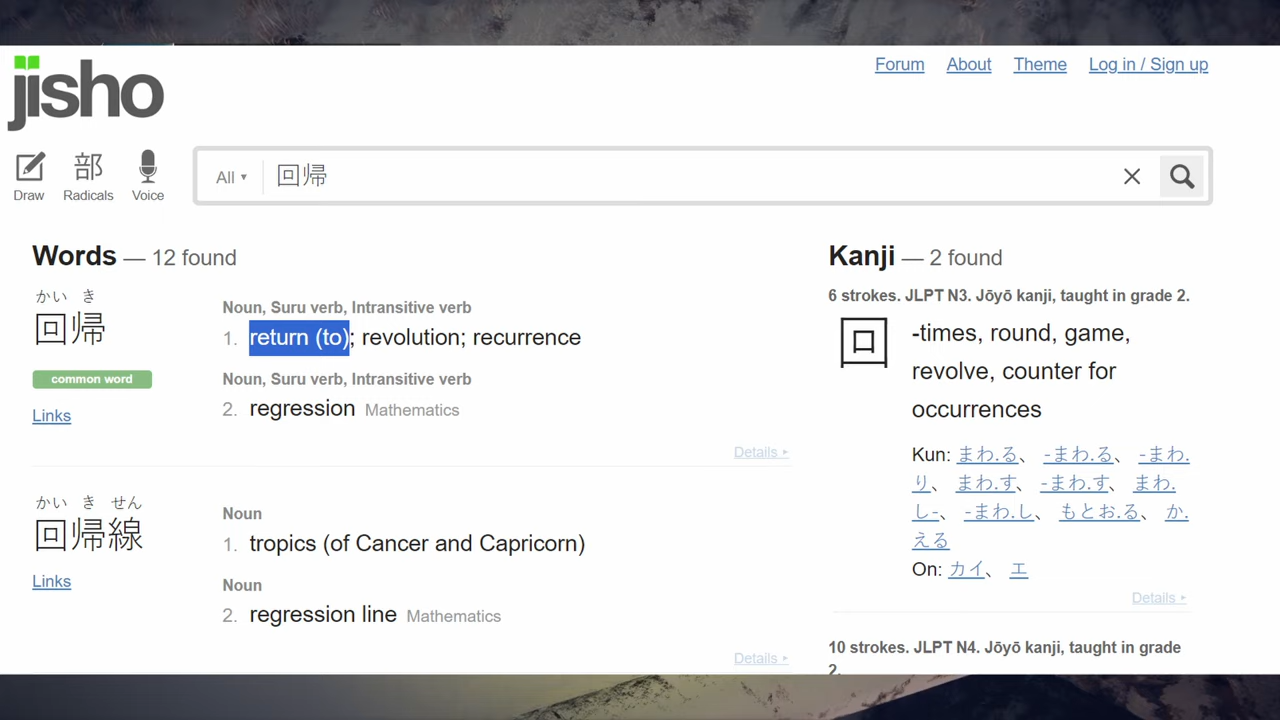 jisho
Forum About Theme Log in / Sign up
Draw
部
Radicals
Voice
All ▾ 回帰
Words — 12 found
かい き
回帰
common word
Links
Noun, Suru verb, Intransitive verb
1. return (to); revolution; recurrence
Noun, Suru verb, Intransitive verb
2. regression Mathematics
Details ▸
かい き せん
回帰線
Links
Noun
1. tropics (of Cancer and Capricorn)
Noun
2. regression line Mathematics
Details ▸
Kanji — 2 found
6 strokes. JLPT N3. Jōyō kanji, taught in grade 2.
回
-times, round, game,
revolve, counter for
occurrences
Kun: まわ.る、 -まわ.る、 -まわ.
り、 まわ.す、 -まわ.す、 まわ.
し-、 -まわ.し、 もとお.る、 か.
える
On: カイ、 エ
Details ▸
10 strokes. JLPT N4. Jōyō kanji, taught in grade
2.